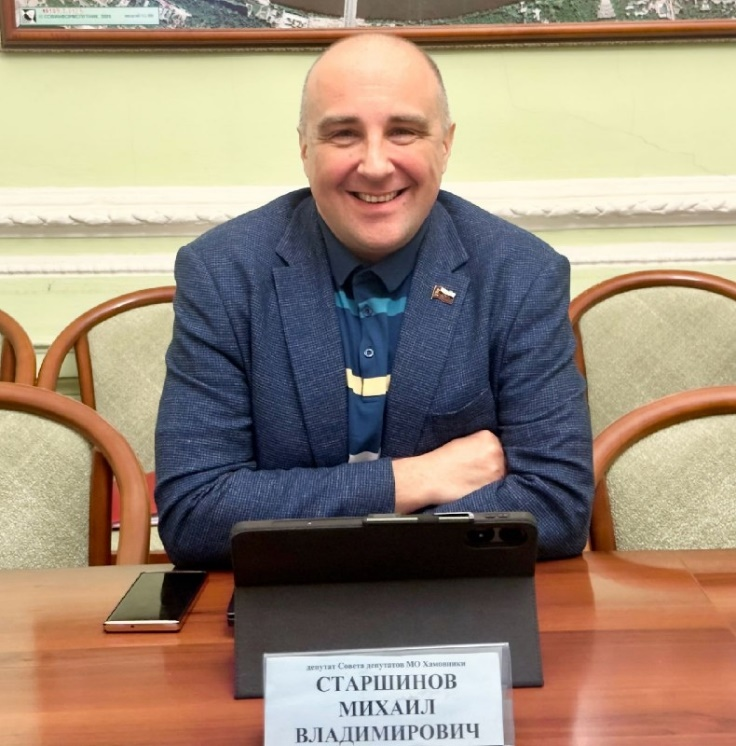 депутат Совета депутатов МО Хамовники
СТАРШИНОВ
МИХАИЛ
ВЛАДИМИРОВИЧ